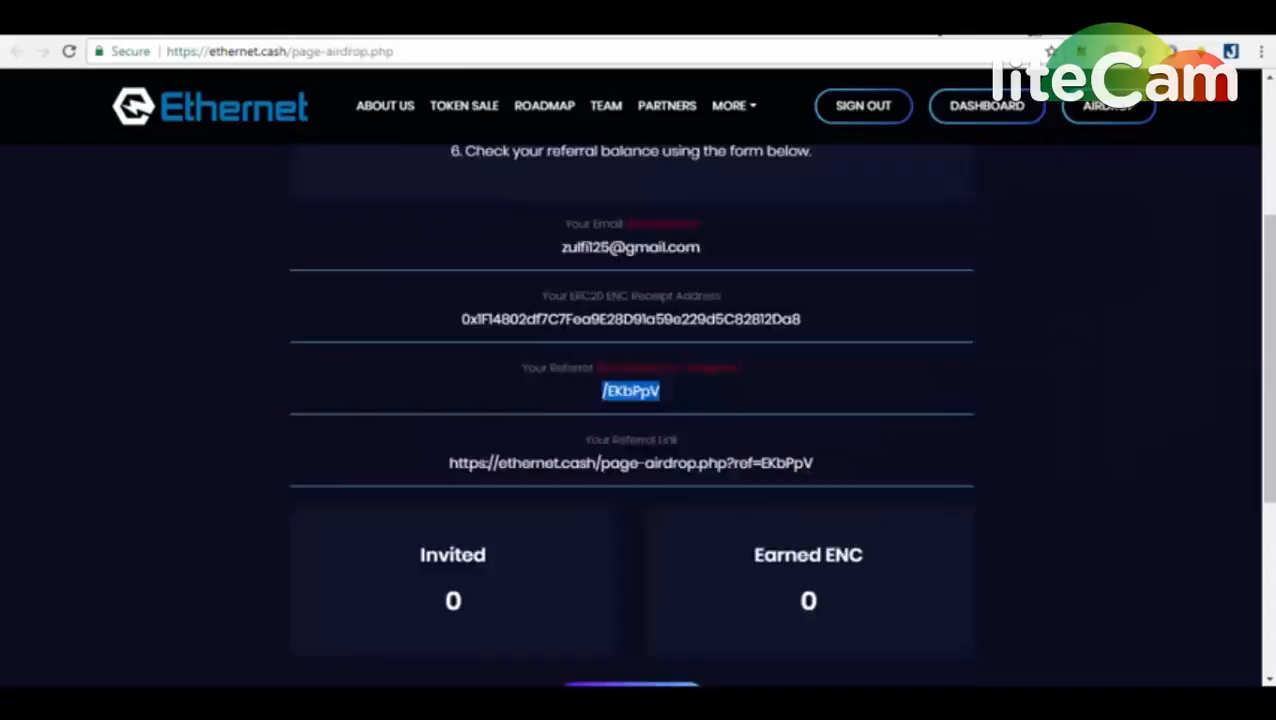 Secure | https://ethernet.cash/page-airdrop.php
liteCam
Ethernet
ABOUT US TOKEN SALE ROADMAP TEAM PARTNERS MORE SIGN OUT DASHBOARD AIRDROP
6. Check your referral balance using the form below.
Your Email
zulfi125@gmail.com
Your ERC20 ENC Receipt Address
0x1F14802df7C7Fea9E28D91a59e229d5C82812Da8
Your Referral
/EKbPpV
Your Referral Link
https://ethernet.cash/page-airdrop.php?ref=EKbPpV
Invited Earned ENC
0 0